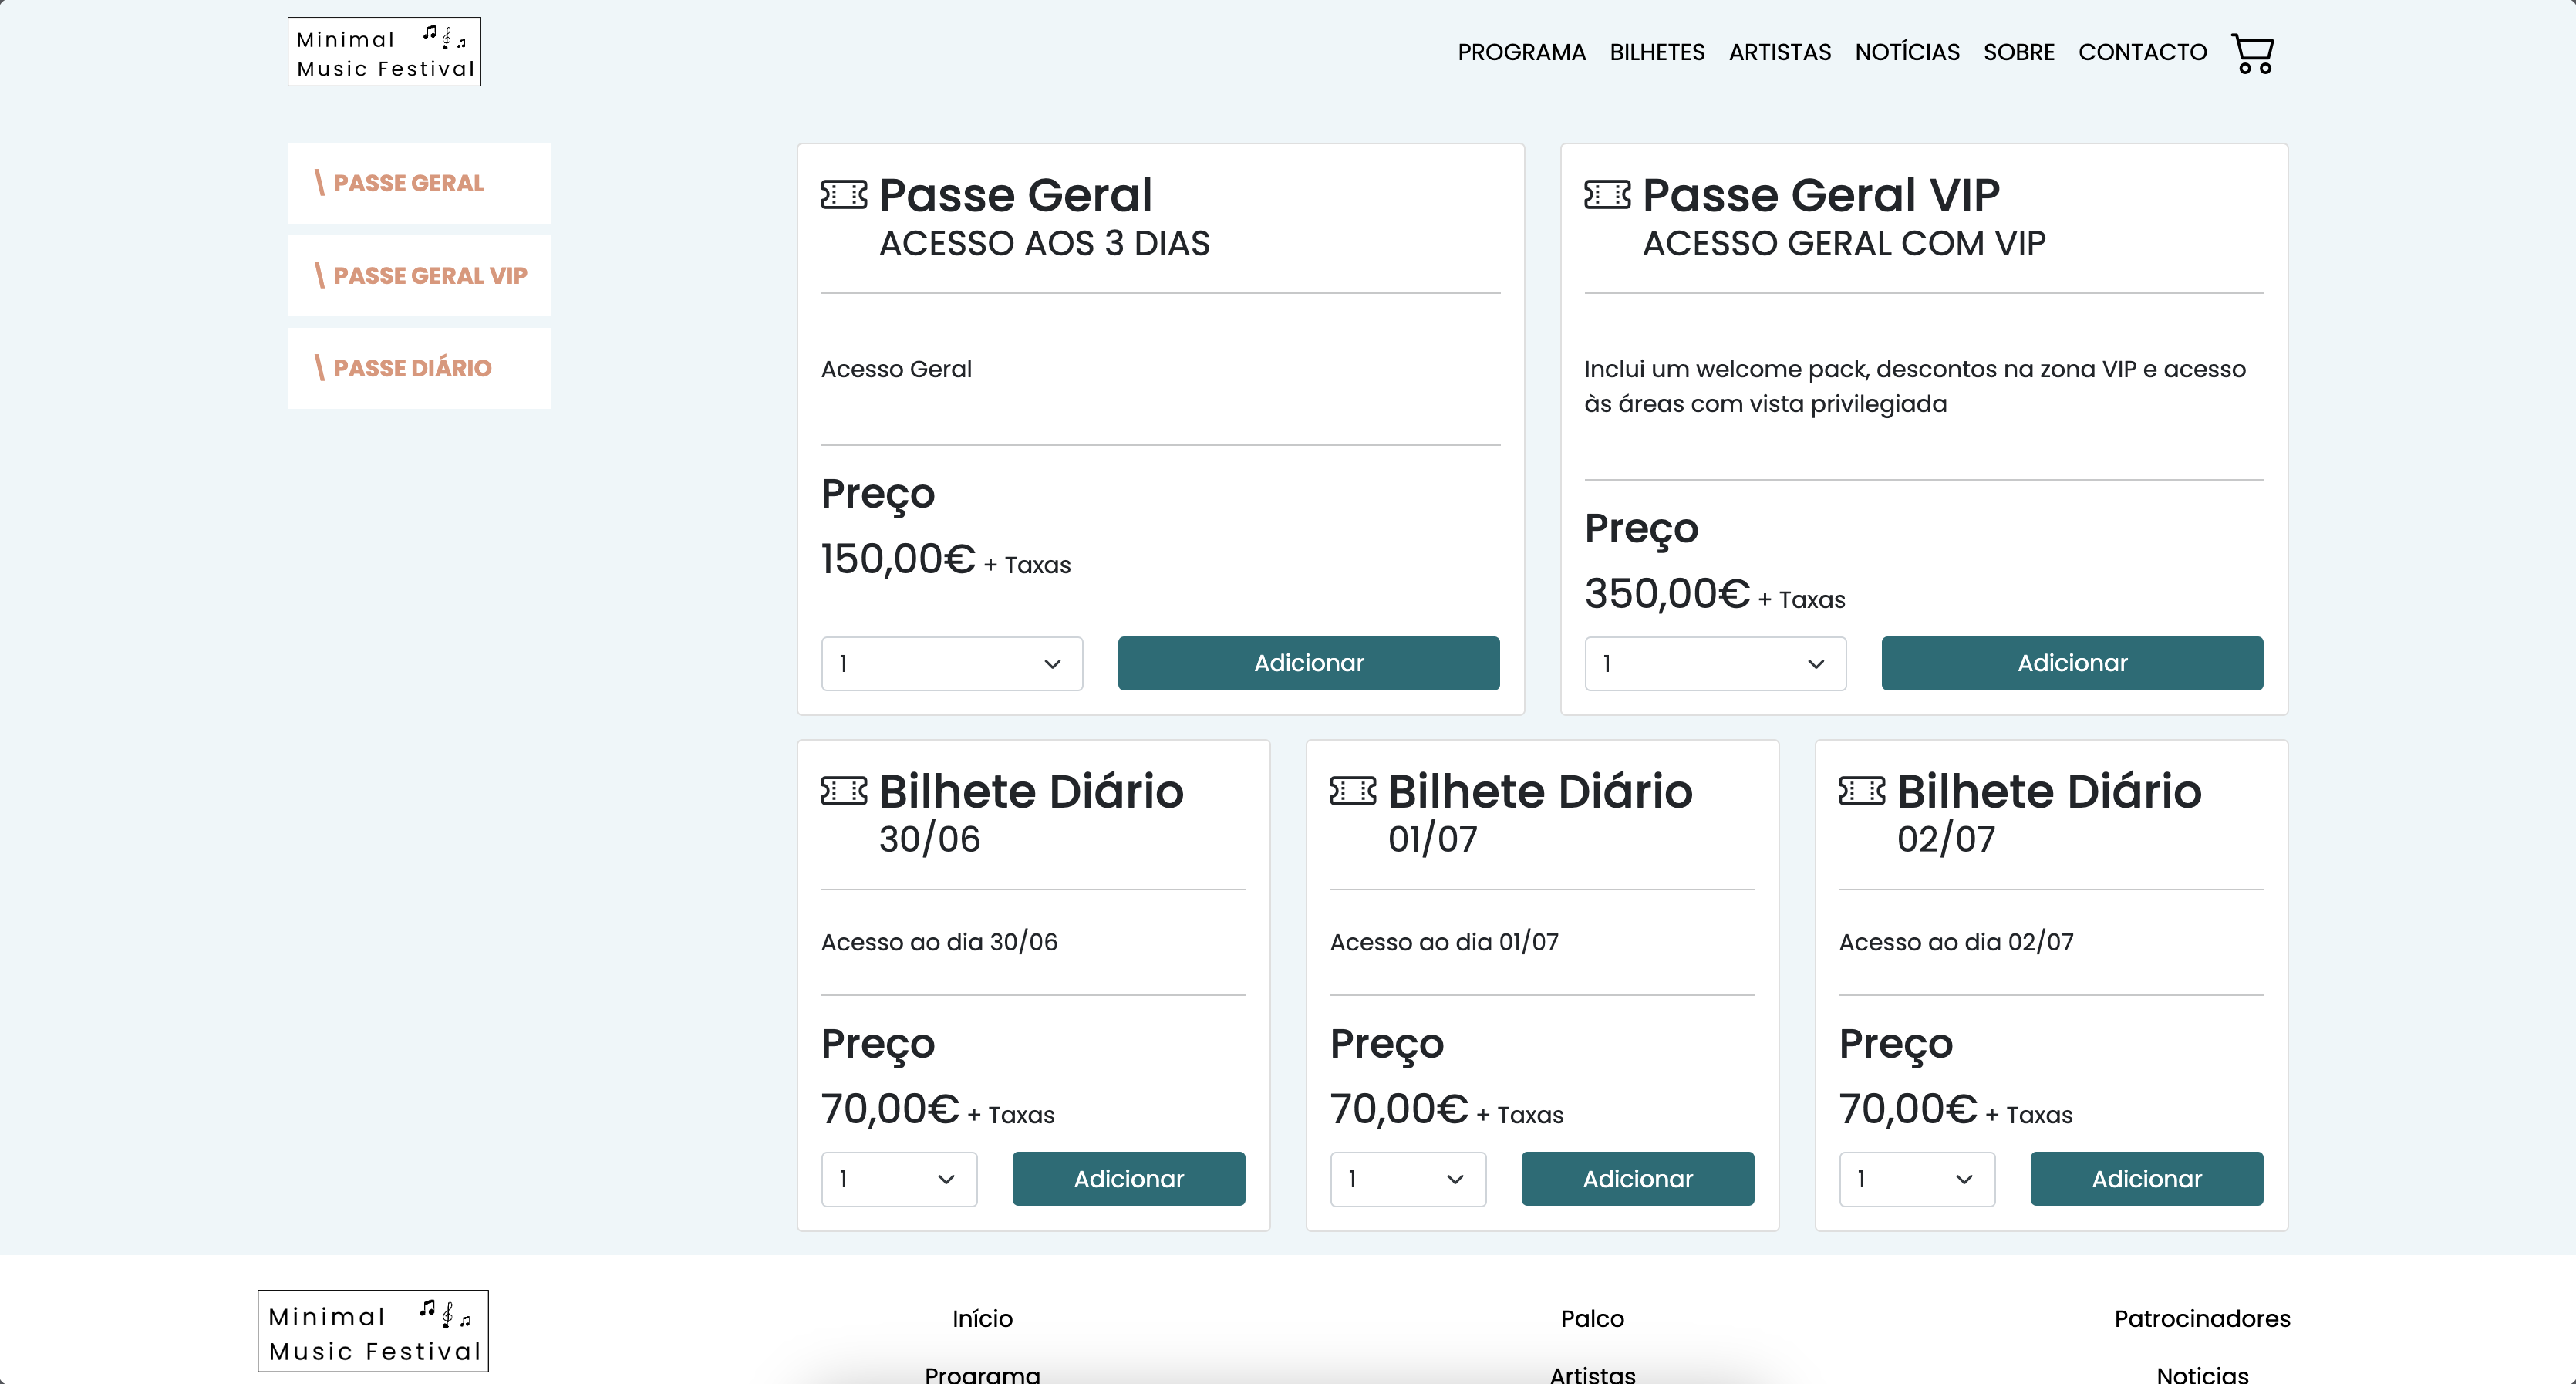 Minimal
Music Festival
PROGRAMA BILHETES ARTISTAS NOTÍCIAS SOBRE CONTACTO
\ PASSE GERAL
\ PASSE GERAL VIP
\ PASSE DIÁRIO
Passe Geral
ACESSO AOS 3 DIAS
Acesso Geral
Preço
150,00€ + Taxas
1
Adicionar
Passe Geral VIP
ACESSO GERAL COM VIP
Inclui um welcome pack, descontos na zona VIP e acesso
às áreas com vista privilegiada
Preço
350,00€ + Taxas
1
Adicionar
Bilhete Diário
30/06
Acesso ao dia 30/06
Preço
70,00€ + Taxas
1
Adicionar
Bilhete Diário
01/07
Acesso ao dia 01/07
Preço
70,00€ + Taxas
1
Adicionar
Bilhete Diário
02/07
Acesso ao dia 02/07
Preço
70,00€ + Taxas
1
Adicionar
Minimal
Music Festival
Início
Programa
Palco
Artistas
Patrocinadores
Noticias